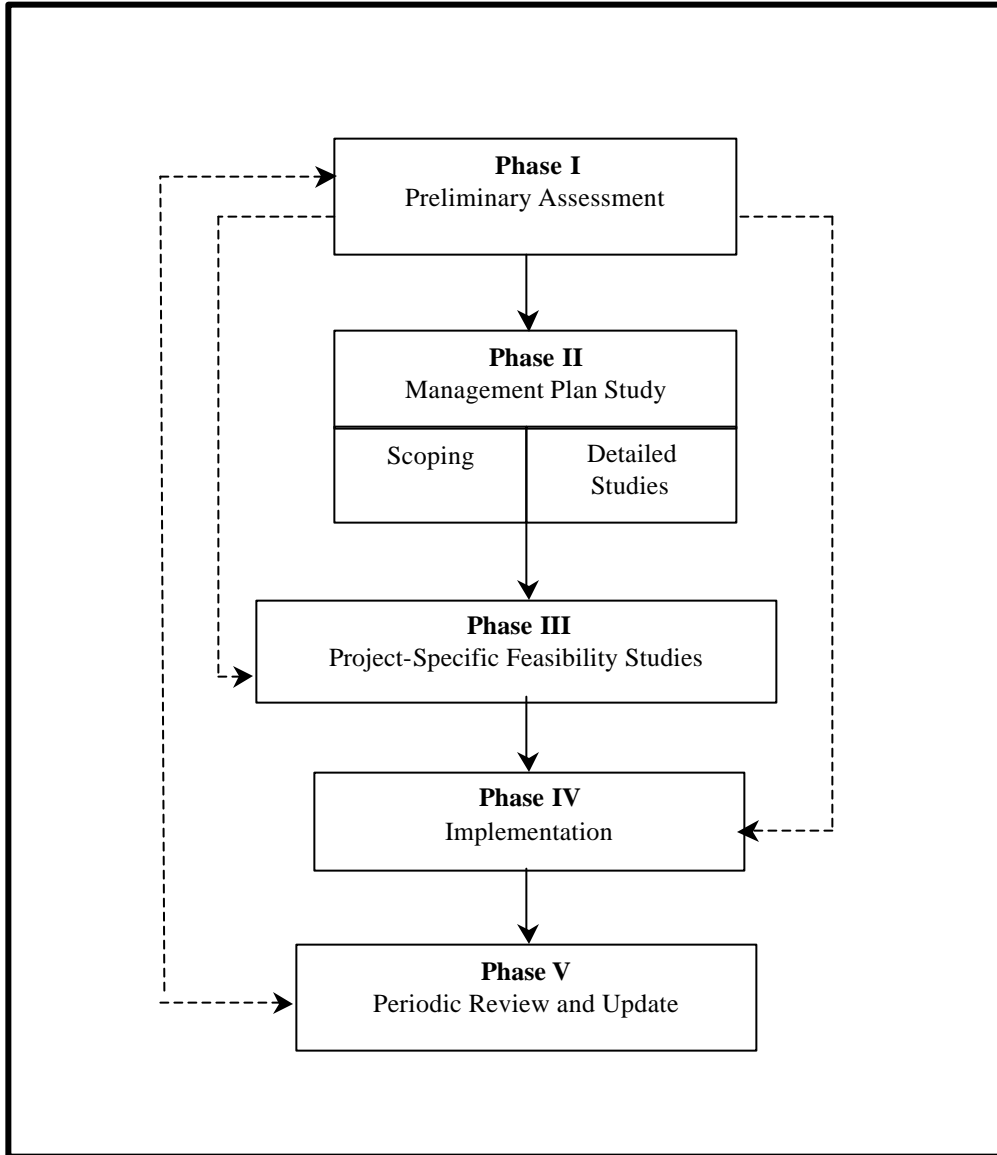 Phase I
Preliminary Assessment
Phase II
Management Plan Study
Scoping
Detailed
Studies
Phase III
Project-Specific Feasibility Studies
Phase IV
Implementation
Phase V
Periodic Review and Update